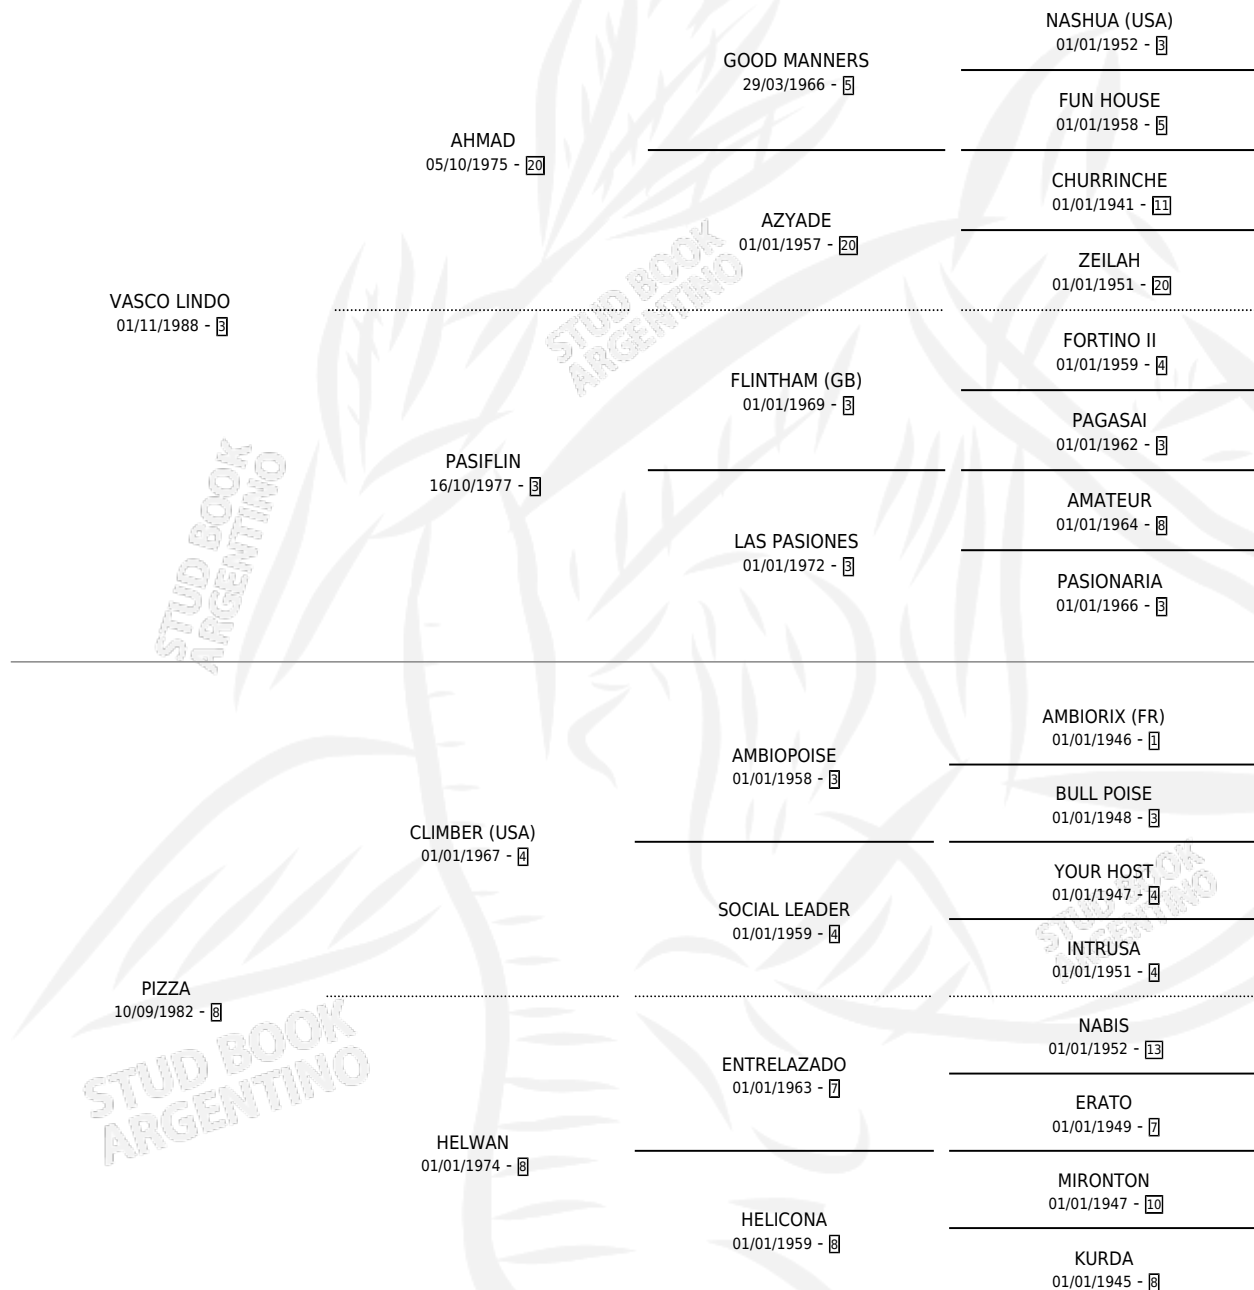 NASHUA (USA)
01/01/1952 - 3
GOOD MANNERS
29/03/1966 - 5
FUN HOUSE
01/01/1958 - 5
AHMAD
05/10/1975 - 20
CHURRINCHE
01/01/1941 - 11
AZYADE
01/01/1957 - 20
ZEILAH
01/01/1951 - 20
VASCO LINDO
01/11/1988 - 3
FORTINO II
01/01/1959 - 4
FLINTHAM (GB)
01/01/1969 - 3
PAGASAI
01/01/1962 - 3
PASIFLIN
16/10/1977 - 3
AMATEUR
01/01/1964 - 8
LAS PASIONES
01/01/1972 - 3
PASIONARIA
01/01/1966 - 3
AMBIORIX (FR)
01/01/1946 - 1
AMBIOPOISE
01/01/1958 - 3
BULL POISE
01/01/1948 - 3
CLIMBER (USA)
01/01/1967 - 4
YOUR HOST
01/01/1947 - 4
SOCIAL LEADER
01/01/1959 - 4
INTRUSA
01/01/1951 - 4
PIZZA
10/09/1982 - 8
NABIS
01/01/1952 - 13
ENTRELAZADO
01/01/1963 - 7
ERATO
01/01/1949 - 7
HELWAN
01/01/1974 - 8
MIRONTON
01/01/1947 - 10
HELICONA
01/01/1959 - 8
KURDA
01/01/1945 - 8
STUD BOOK
ARGENTINO
STUD BOOK
ARGENTINO
STUD BOOK
ARGENTINO
STUD BOOK
ARGENTINO